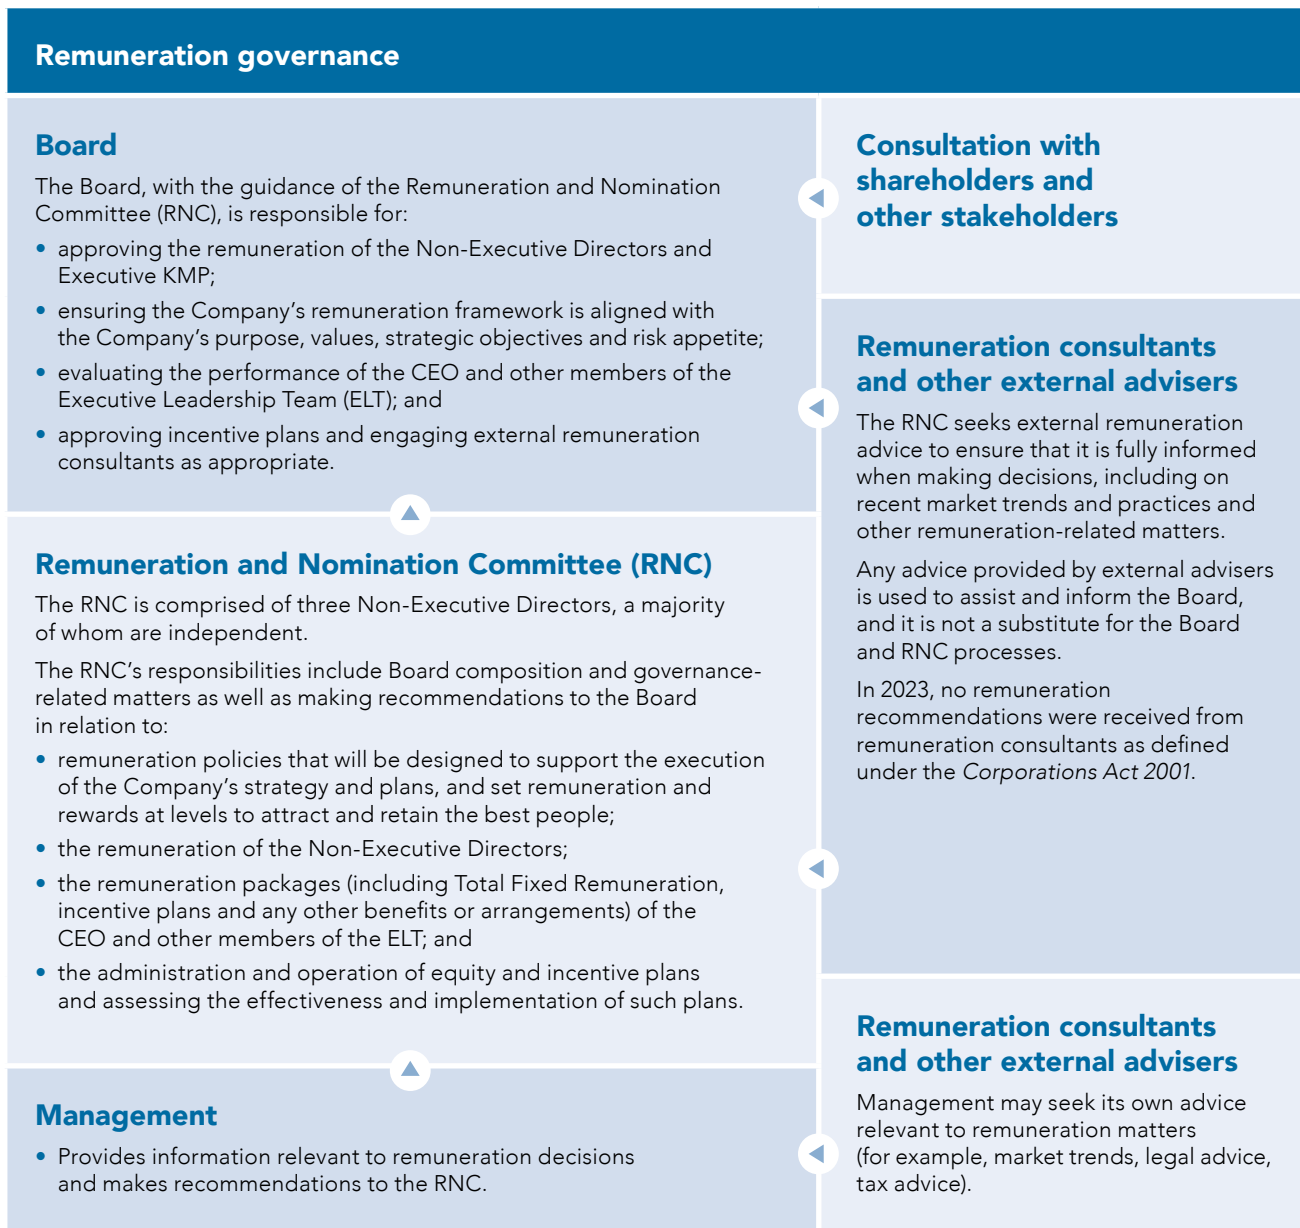 Remuneration governance
Board
The Board, with the guidance of the Remuneration and Nomination
Committee (RNC), is responsible for:
• approving the remuneration of the Non-Executive Directors and
Executive KMP;
• ensuring the Company’s remuneration framework is aligned with
the Company’s purpose, values, strategic objectives and risk appetite;
• evaluating the performance of the CEO and other members of the
Executive Leadership Team (ELT); and
• approving incentive plans and engaging external remuneration
consultants as appropriate.
Remuneration and Nomination Committee (RNC)
The RNC is comprised of three Non-Executive Directors, a majority
of whom are independent.
The RNC’s responsibilities include Board composition and governance-
related matters as well as making recommendations to the Board
in relation to:
• remuneration policies that will be designed to support the execution
of the Company’s strategy and plans, and set remuneration and
rewards at levels to attract and retain the best people;
• the remuneration of the Non-Executive Directors;
• the remuneration packages (including Total Fixed Remuneration,
incentive plans and any other benefits or arrangements) of the
CEO and other members of the ELT; and
• the administration and operation of equity and incentive plans
and assessing the effectiveness and implementation of such plans.
Management
• Provides information relevant to remuneration decisions
and makes recommendations to the RNC.
Consultation with
shareholders and
other stakeholders
Remuneration consultants
and other external advisers
The RNC seeks external remuneration
advice to ensure that it is fully informed
when making decisions, including on
recent market trends and practices and
other remuneration-related matters.
Any advice provided by external advisers
is used to assist and inform the Board,
and it is not a substitute for the Board
and RNC processes.
In 2023, no remuneration
recommendations were received from
remuneration consultants as defined
under the Corporations Act 2001.
Remuneration consultants
and other external advisers
Management may seek its own advice
relevant to remuneration matters
(for example, market trends, legal advice,
tax advice).